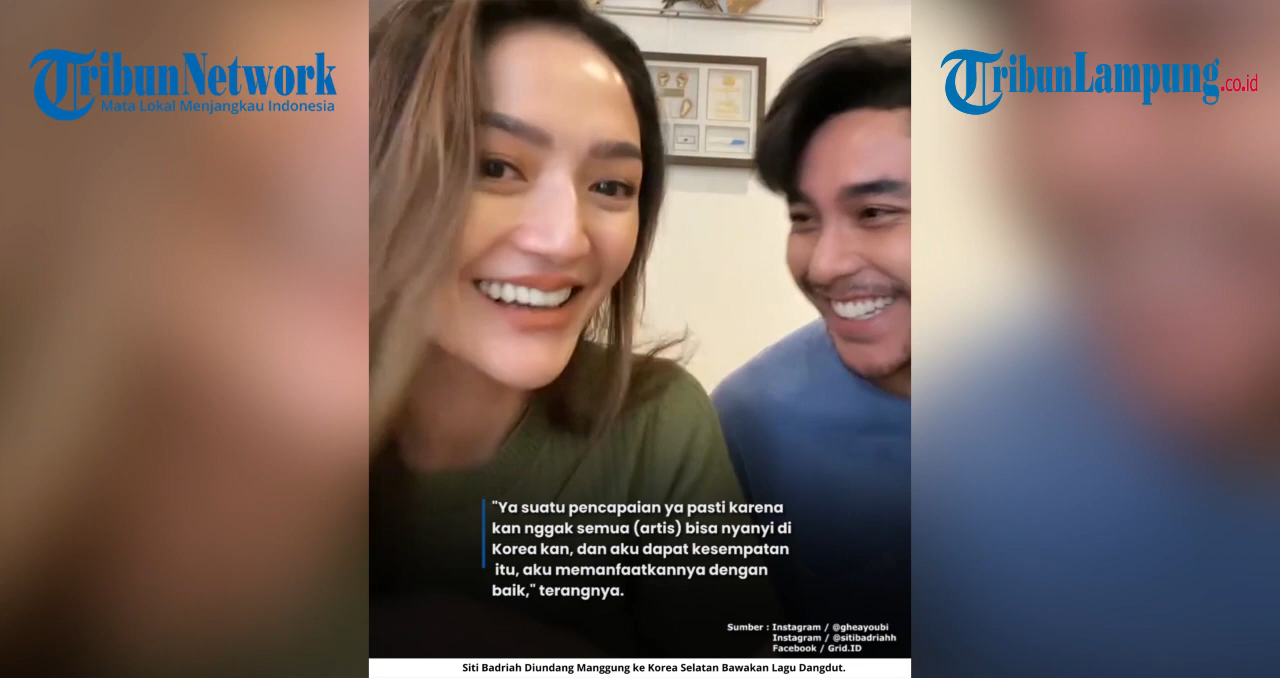 TribunNetwork
Mata Lokal Menjangkau Indonesia
TribunLampung.co.id
"Ya suatu pencapaian ya pasti karena
kan nggak semua (artis) bisa nyanyi di
Korea kan, dan aku dapat kesempatan
itu, aku memanfaatkannya dengan
baik," terangnya.
Sumber : Instagram / @gheayoubi
Instagram / @sitibadriahh
Facebook / Grid.ID
Siti Badriah Diundang Manggung ke Korea Selatan Bawakan Lagu Dangdut.